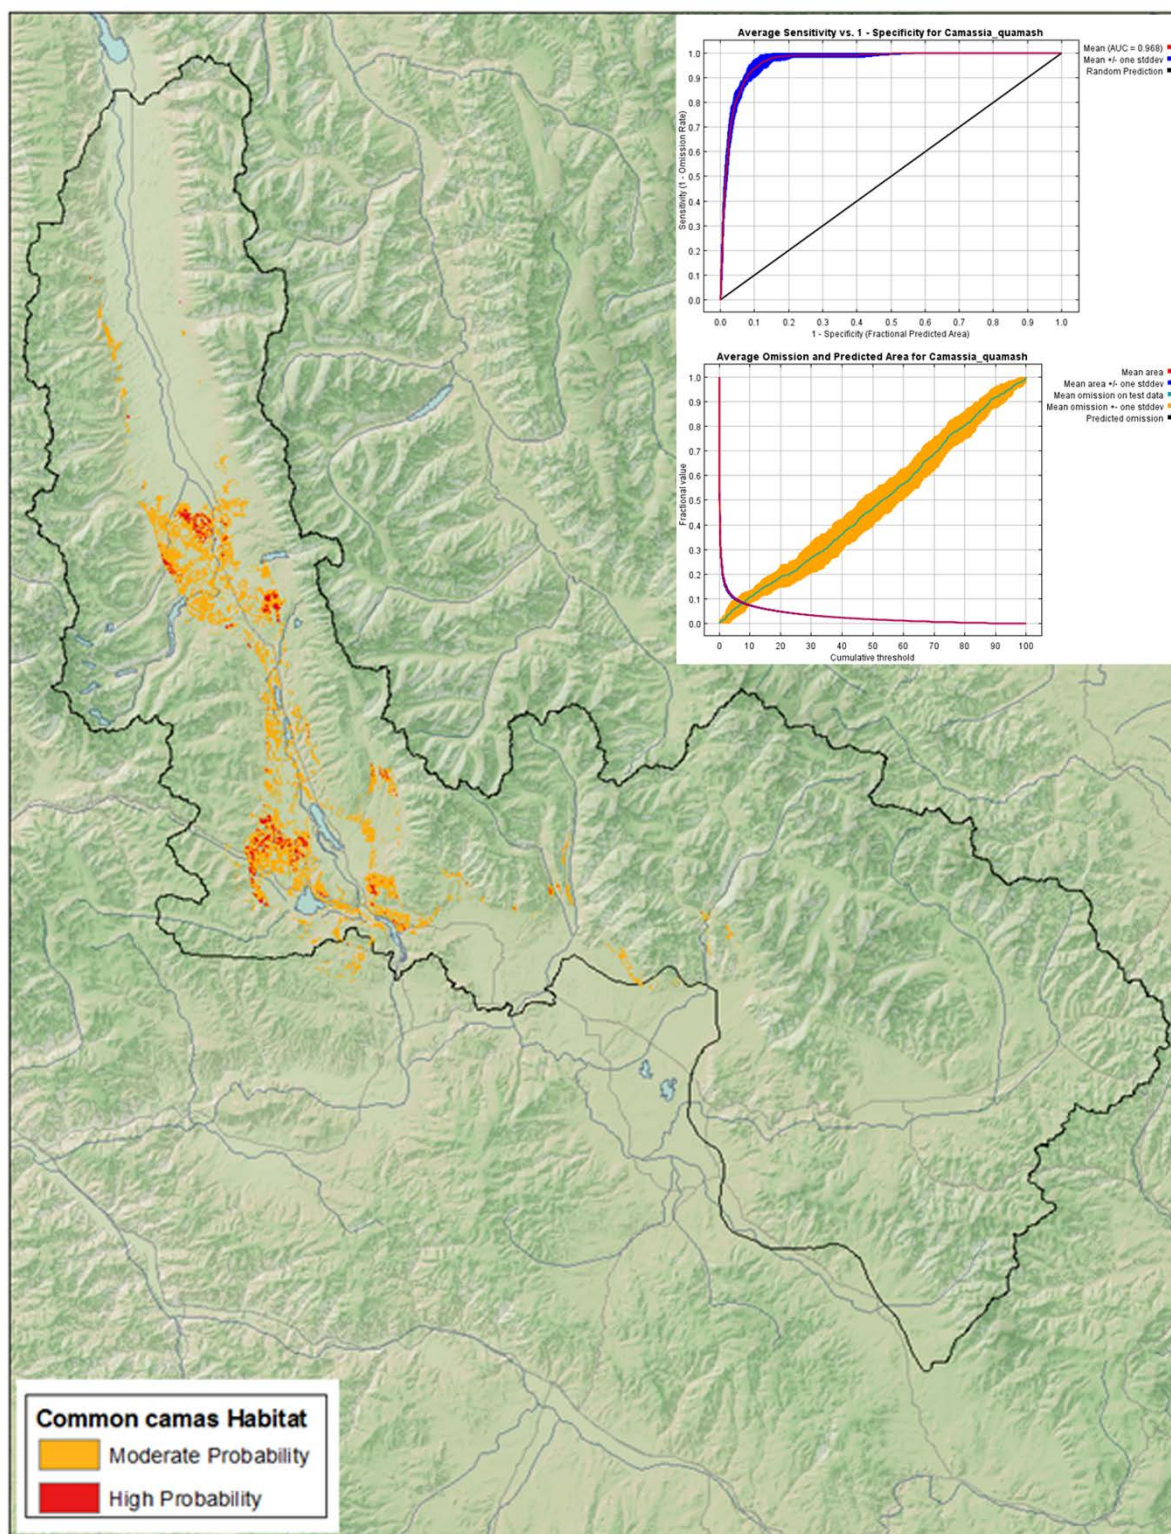 Average Sensitivity vs. 1 - Specificity for Camassia_quamash
Mean (AUC = 0.968)
Mean +/- one stddev
Random Prediction
1.0
0.9
0.8
0.7
0.6
0.5
0.4
0.3
0.2
0.1
0.0
Sensitivity (1 - Omission Rate)
0.0 0.1 0.2 0.3 0.4 0.5 0.6 0.7 0.8 0.9 1.0
1 - Specificity (Fractional Predicted Area)
Average Omission and Predicted Area for Camassia_quamash
Mean area
Mean area +/- one stddev
Mean omission on test data
Mean omission +- one stddev
Predicted omission
1.0
0.9
0.8
0.7
0.6
0.5
0.4
0.3
0.2
0.1
0.0
Fractional value
0 10 20 30 40 50 60 70 80 90 100
Cumulative threshold
Common camas Habitat
Moderate Probability
High Probability